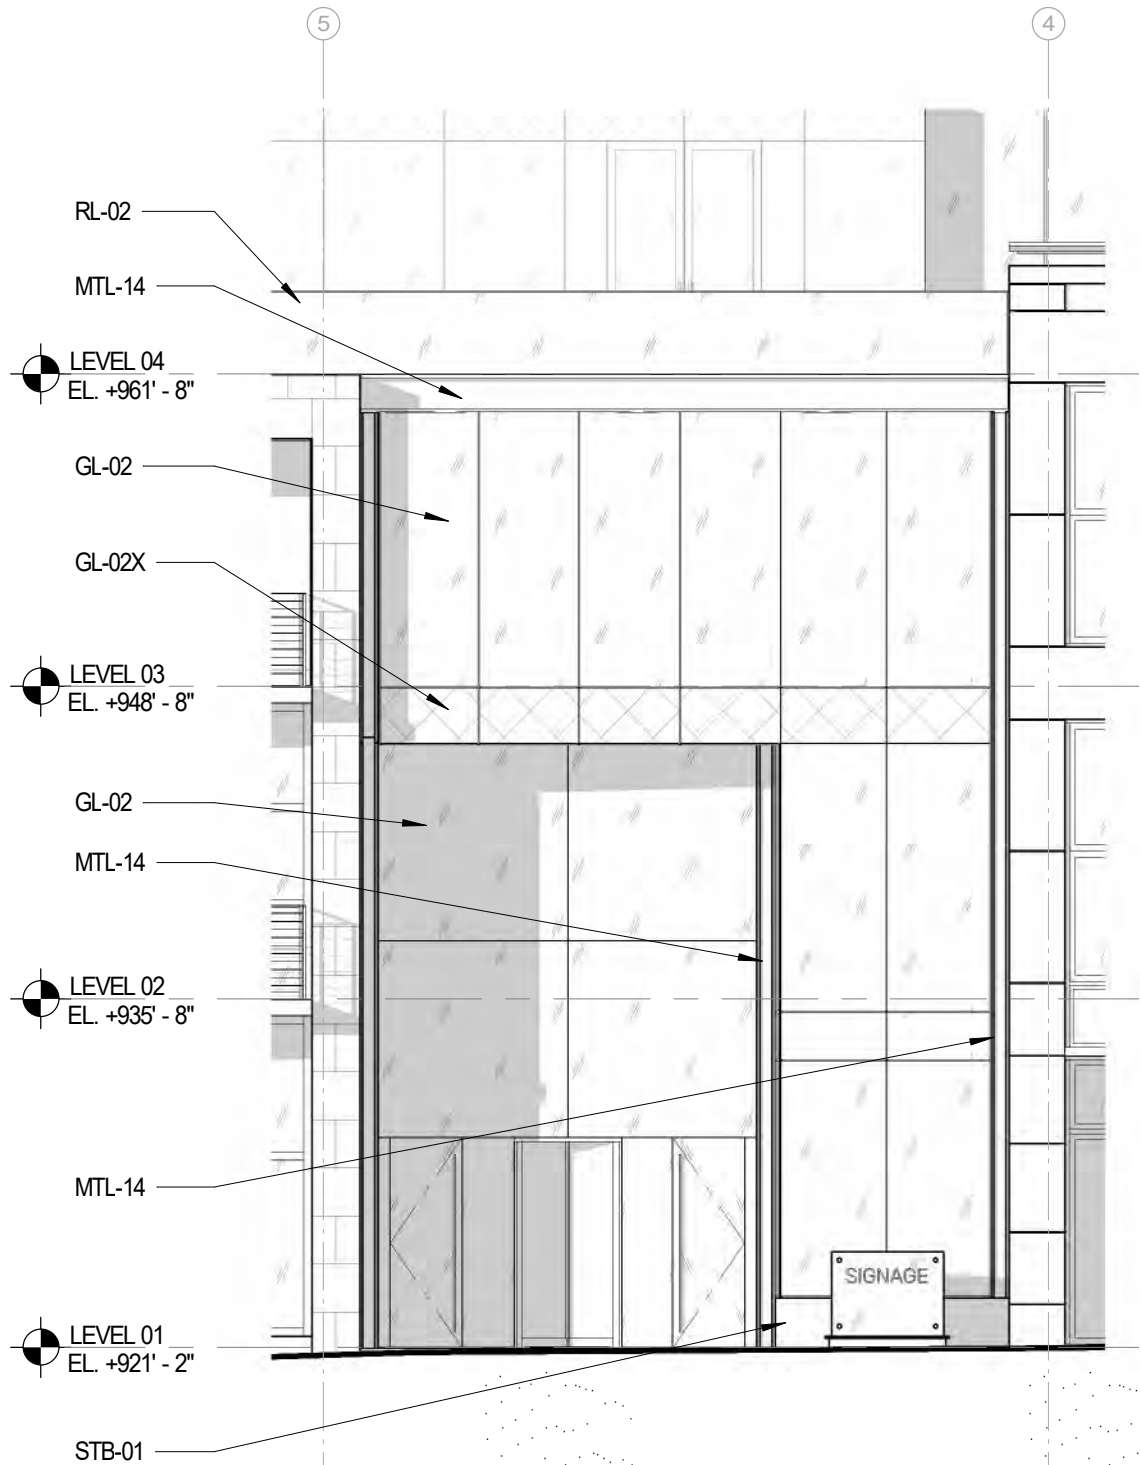 5
4
RL-02
MTL-14
LEVEL 04
EL. +961' - 8"
GL-02
GL-02X
LEVEL 03
EL. +948' - 8"
GL-02
MTL-14
LEVEL 02
EL. +935' - 8"
MTL-14
SIGNAGE
LEVEL 01
EL. +921' - 2"
STB-01